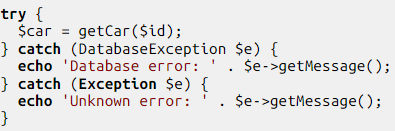 try {
  $car = getCar($id);
} catch (DatabaseException $e) {
  echo 'Database error: ' . $e->getMessage();
} catch (Exception $e) {
  echo 'Unknown error: ' . $e->getMessage();
}